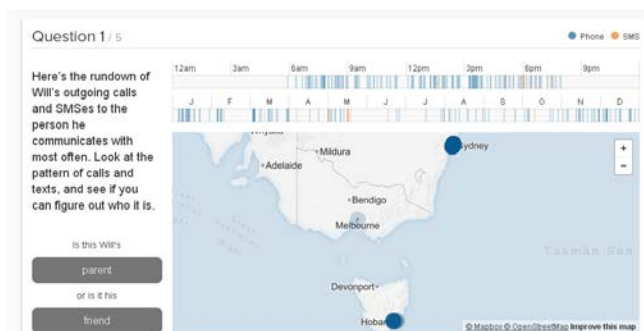 Question 1 / 5
Phone SMS
Here's the rundown of
Will's outgoing calls
and SMSes to the
person he
communicates with
most often. Look at the
pattern of calls and
texts, and see if you
can figure out who it is.
Is this Will's
parent
or is it his
friend
12am 3am 6am 9am 12pm 3pm 6pm 9pm
J F M A M J J A S O N D
Mildura
Sydney
Adelaide
Bendigo
Melbourne
Tasman Sea
Devonport
Hobart
+
−
© Mapbox © OpenStreetMap Improve this map